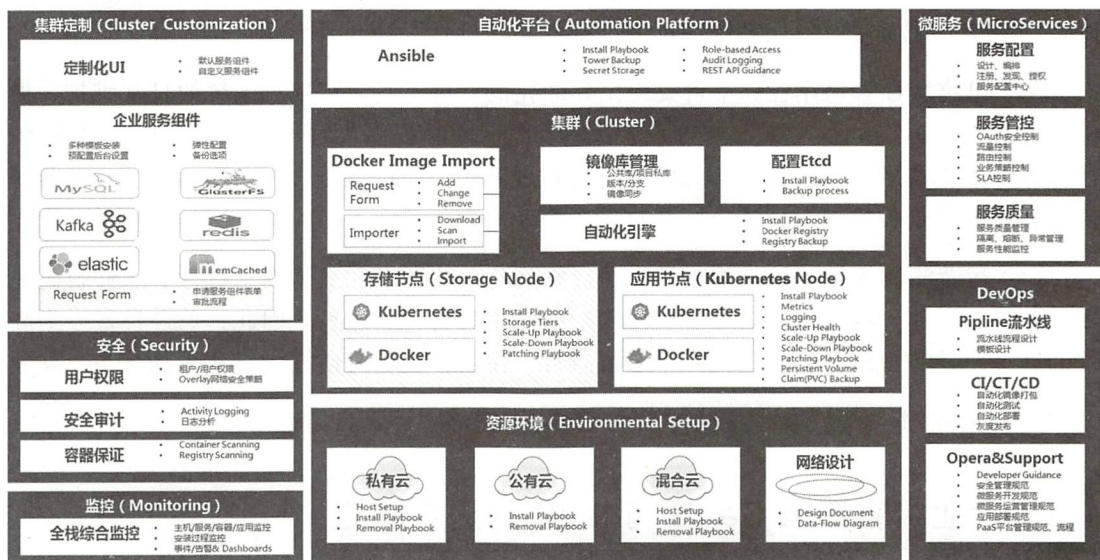 集群定制（Cluster Customization）
定制化UI
• 默认服务组件
• 自定义服务组件
企业服务组件
• 多种模板安装
• 预配置后台设置
• 弹性配置
• 备份选项
MySQL
GlusterFS
Kafka
redis
elastic
MemCached
Request Form
• 申请服务组件表单
• 审批流程
安全（Security）
用户权限
• 租户/用户权限
• Overlay网络安全策略
安全审计
• Activity Logging
• 日志分析
容器保证
• Container Scanning
• Registry Scanning
监控（Monitoring）
全栈综合监控
• 主机/服务/容器/应用监控
• 安装过程监控
• 事件/告警& Dashboards
自动化平台（Automation Platform）
Ansible
• Install Playbook
• Tower Backup
• Secret Storage
• Role-based Access
• Audit Logging
• REST API Guidance
集群（Cluster）
Docker Image Import
Request
Form
• Add
• Change
• Remove
Importer
• Download
• Scan
• Import
镜像库管理
• 公共库/项目私库
• 版本/分支
• 镜像同步
配置Etcd
• Install Playbook
• Backup process
自动化引擎
• Install Playbook
• Docker Registry
• Registry Backup
存储节点（Storage Node）
Kubernetes
Docker
• Install Playbook
• Storage Tiers
• Scale-Up Playbook
• Scale-Down Playbook
• Patching Playbook
应用节点（Kubernetes Node）
Kubernetes
Docker
• Install Playbook
• Metrics
• Logging
• Cluster Health
• Scale-Up Playbook
• Scale-Down Playbook
• Patching Playbook
• Persistent Volume
• Claim(PVC) Backup
资源环境（Environmental Setup）
私有云
• Host Setup
• Install Playbook
• Removal Playbook
公有云
• Install Playbook
• Removal Playbook
混合云
• Host Setup
• Install Playbook
• Removal Playbook
网络设计
• Design Document
• Data-Flow Diagram
微服务（MicroServices）
服务配置
• 设计、编排
• 注册、发现、授权
• 服务配置中心
服务管控
• OAuth安全控制
• 流量控制
• 路由控制
• 业务策略控制
• SLA控制
服务质量
• 服务质量管理
• 隔离、熔断、异常管理
• 服务性能监控
DevOps
Pipline流水线
• 流水线流程设计
• 模板设计
CI/CT/CD
• 自动化镜像打包
• 自动化测试
• 自动化部署
• 灰度发布
Opera&Support
• Developer Guidance
• 安全管理规范
• 微服务开发规范
• 微服务运营管理规范
• 应用部署规范
• PaaS平台管理规范、流程